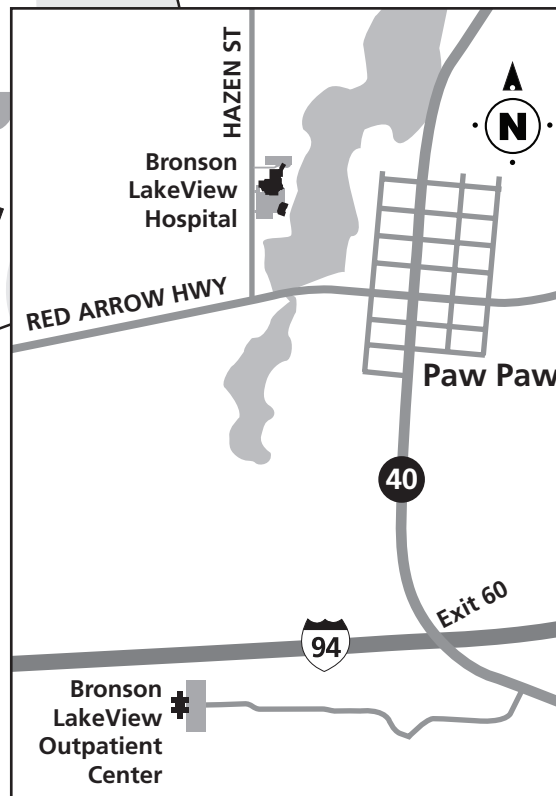 HAZEN ST
N
Bronson
LakeView
Hospital
RED ARROW HWY
Paw Paw
40
Exit 60
94
Bronson
LakeView
Outpatient
Center